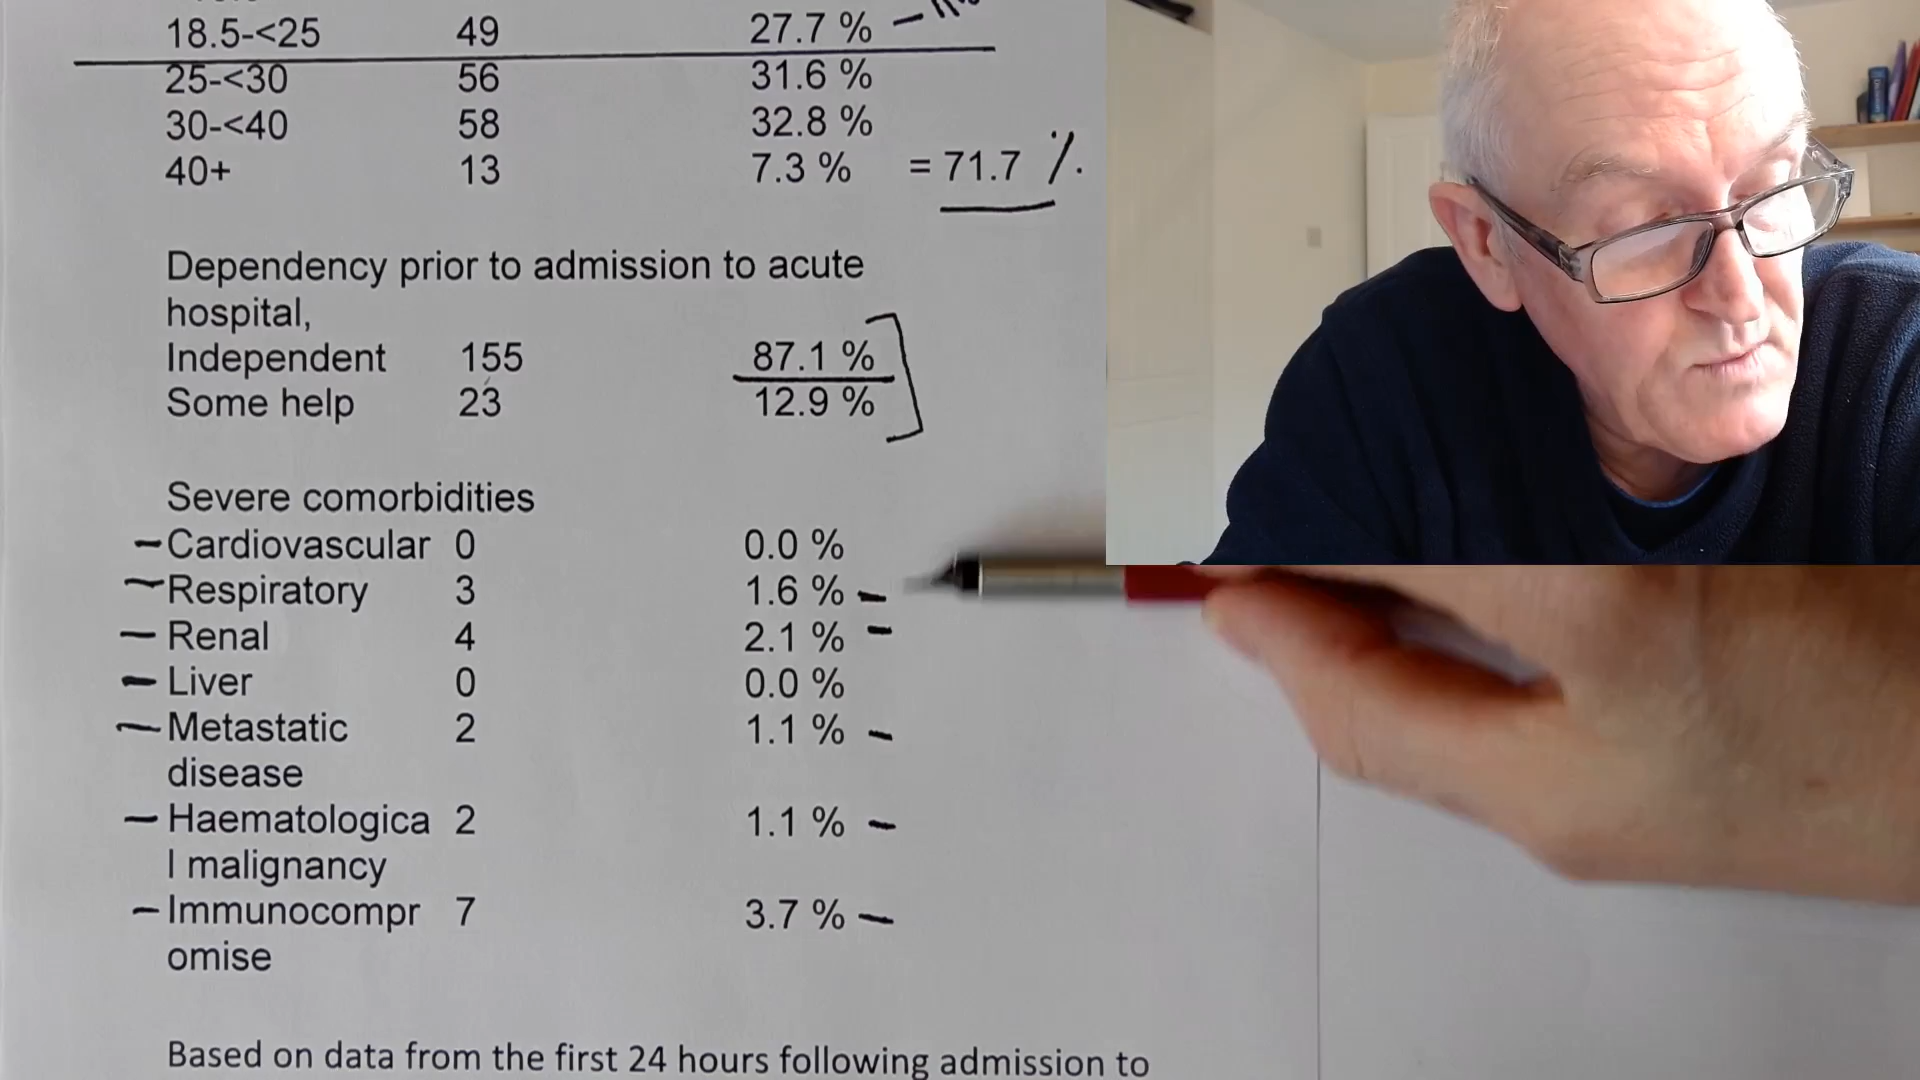 18.5-<25 49 27.7 % –
25-<30 56 31.6 %
30-<40 58 32.8 %
40+ 13 7.3 % = 71.7 %
Dependency prior to admission to acute
hospital,
Independent 155 87.1 %
Some help 23 12.9 %
Severe comorbidities
Cardiovascular 0 0.0 %
Respiratory 3 1.6 %
Renal 4 2.1 %
Liver 0 0.0 %
Metastatic 2 1.1 %
disease
Haematologica 2 1.1 %
l malignancy
Immunocompr 7 3.7 %
omise
Based on data from the first 24 hours following admission to